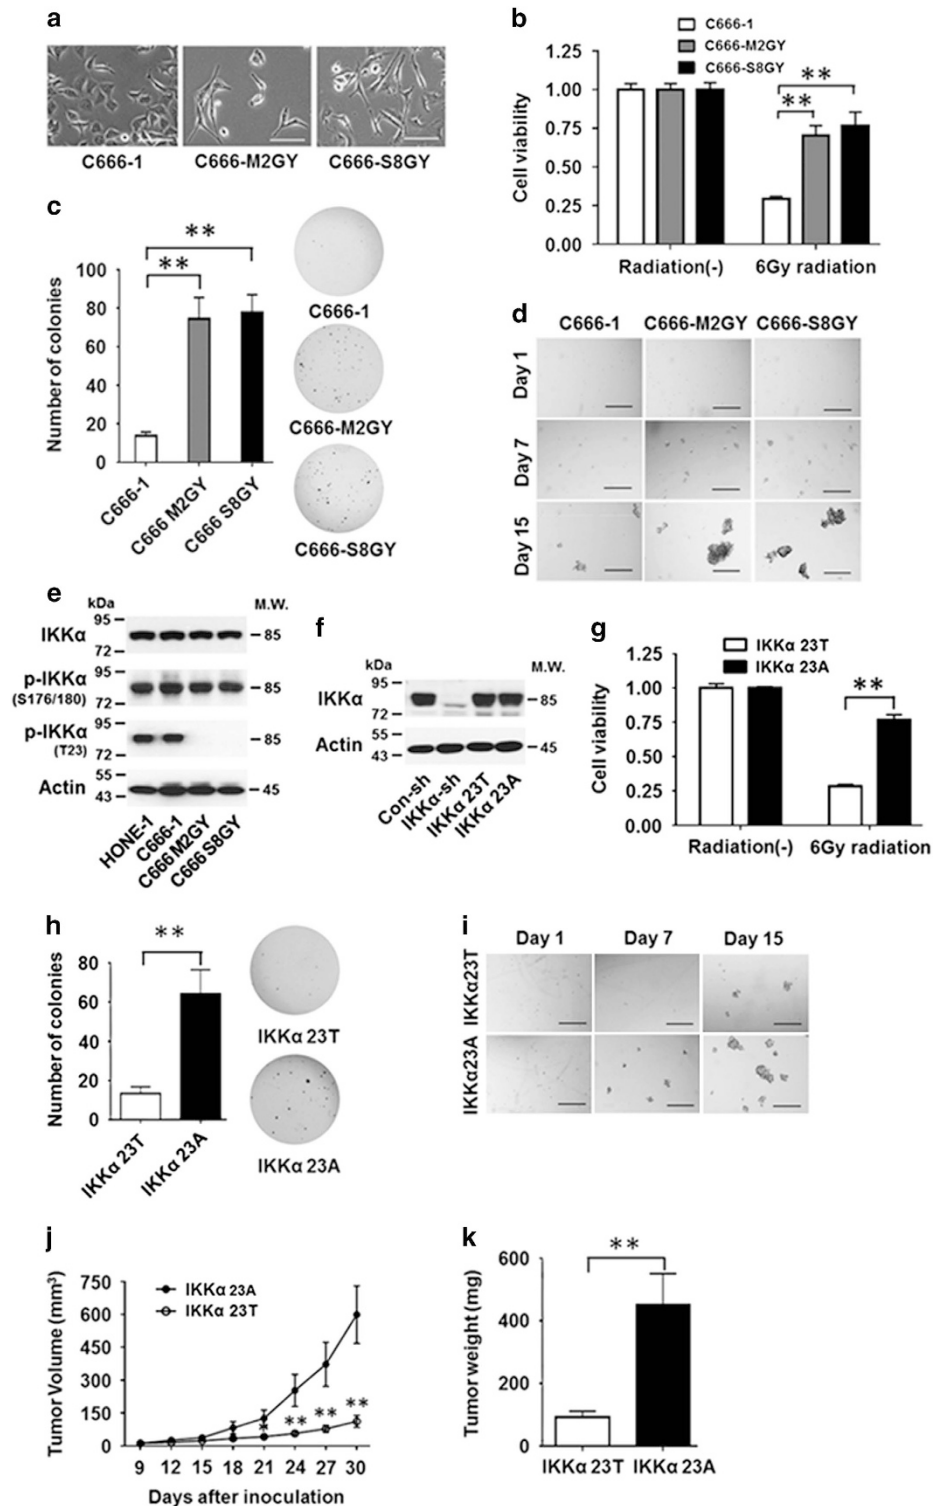 a
C666-1 C666-M2GY C666-S8GY
b
C666-1
C666-M2GY
C666-S8GY
Cell viability
1.25
1.00
0.75
0.50
0.25
0.00
**
**
Radiation(-) 6Gy radiation
c
Number of colonies
100
80
60
40
20
0
**
**
C666-1
C666 M2GY
C666 S8GY
C666-1
C666-M2GY
C666-S8GY
d
C666-1 C666-M2GY C666-S8GY
Day 1
Day 7
Day 15
e
kDa M.W.
IKKα 95 72 85
p-IKKα (S176/180) 95 72 85
p-IKKα (T23) 95 72 85
Actin 55 43 45
HONE-1
C666-1
C666 M2GY
C666 S8GY
f
kDa M.W.
IKKα 95 72 85
Actin 55 43 45
Con-sh
IKKα-sh
IKKα 23T
IKKα 23A
g
IKKα 23T
IKKα 23A
Cell viability
1.25
1.00
0.75
0.50
0.25
0.00
**
Radiation(-) 6Gy radiation
h
Number of colonies
80
60
40
20
0
**
IKKα 23T
IKKα 23A
IKKα 23T
IKKα 23A
i
Day 1 Day 7 Day 15
IKKα23T
IKKα23A
j
Tumor Volume (mm³)
750
600
450
300
150
0
IKKα 23A
IKKα 23T
* ** ** **
9 12 15 18 21 24 27 30
Days after inoculation
k
Tumor weight (mg)
600
400
200
0
**
IKKα 23T IKKα 23A